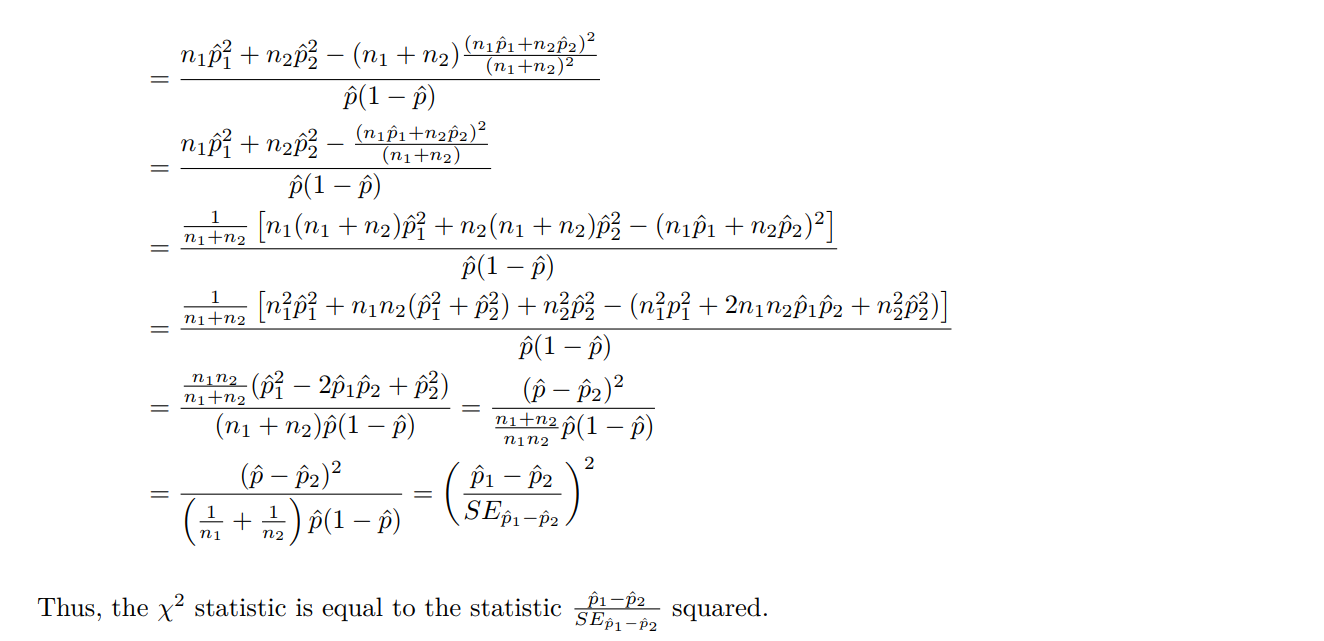 $= \frac{n_1\hat{p}_1^2 + n_2\hat{p}_2^2 - (n_1 + n_2)\frac{(n_1\hat{p}_1 + n_2\hat{p}_2)^2}{(n_1+n_2)^2}}{\hat{p}(1-\hat{p})}$
$= \frac{n_1\hat{p}_1^2 + n_2\hat{p}_2^2 - \frac{(n_1\hat{p}_1 + n_2\hat{p}_2)^2}{(n_1+n_2)}}{\hat{p}(1-\hat{p})}$
$= \frac{\frac{1}{n_1+n_2}\left[n_1(n_1+n_2)\hat{p}_1^2 + n_2(n_1+n_2)\hat{p}_2^2 - (n_1\hat{p}_1 + n_2\hat{p}_2)^2\right]}{\hat{p}(1-\hat{p})}$
$= \frac{\frac{1}{n_1+n_2}\left[n_1^2\hat{p}_1^2 + n_1n_2(\hat{p}_1^2 + \hat{p}_2^2) + n_2^2\hat{p}_2^2 - (n_1^2p_1^2 + 2n_1n_2\hat{p}_1\hat{p}_2 + n_2^2\hat{p}_2^2)\right]}{\hat{p}(1-\hat{p})}$
$= \frac{\frac{n_1n_2}{n_1+n_2}(\hat{p}_1^2 - 2\hat{p}_1\hat{p}_2 + \hat{p}_2^2)}{(n_1+n_2)\hat{p}(1-\hat{p})} = \frac{(\hat{p}-\hat{p}_2)^2}{\frac{n_1+n_2}{n_1n_2}\hat{p}(1-\hat{p})}$
$= \frac{(\hat{p}-\hat{p}_2)^2}{\left(\frac{1}{n_1}+\frac{1}{n_2}\right)\hat{p}(1-\hat{p})} = \left(\frac{\hat{p}_1-\hat{p}_2}{SE_{\hat{p}_1-\hat{p}_2}}\right)^2$
Thus, the $\chi^2$ statistic is equal to the statistic $\frac{\hat{p}_1-\hat{p}_2}{SE_{\hat{p}_1-\hat{p}_2}}$ squared.